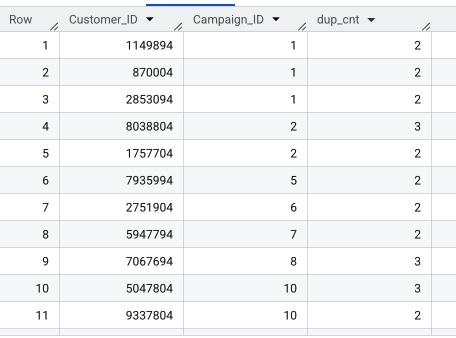 Row Customer_ID Campaign_ID dup_cnt
1 1149894 1 2
2 870004 1 2
3 2853094 1 2
4 8038804 2 3
5 1757704 2 2
6 7935994 5 2
7 2751904 6 2
8 5947794 7 2
9 7067694 8 3
10 5047804 10 3
11 9337804 10 2